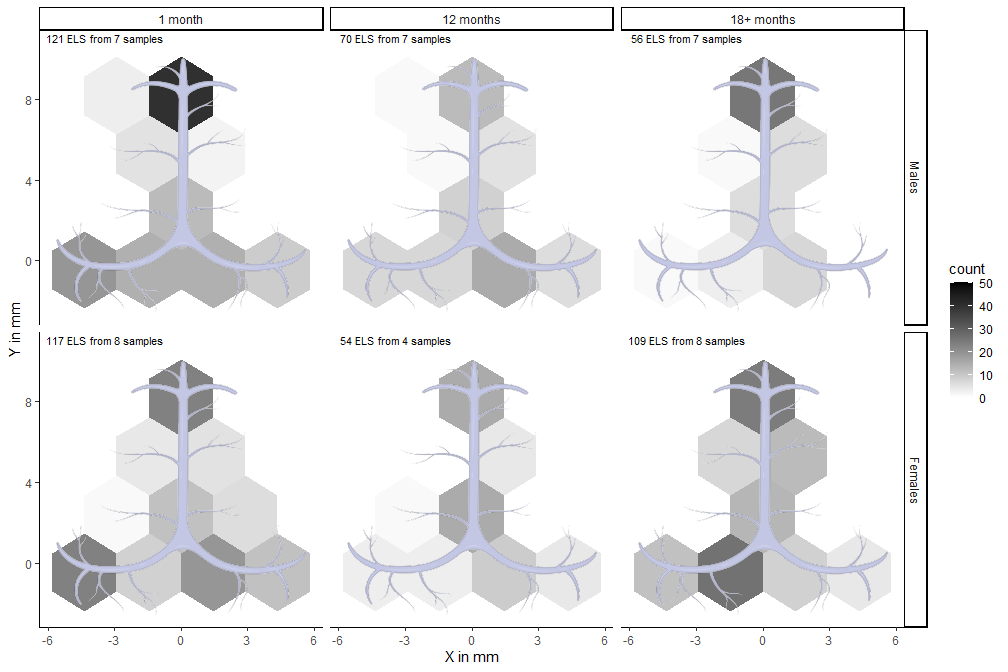 1 month
12 months
18+ months
121 ELS from 7 samples
70 ELS from 7 samples
56 ELS from 7 samples
8
4
0
Males
117 ELS from 8 samples
54 ELS from 4 samples
109 ELS from 8 samples
8
4
0
Females
Y in mm
-6 -3 0 3 6
-6 -3 0 3 6
-6 -3 0 3 6
X in mm
count
50
40
30
20
10
0